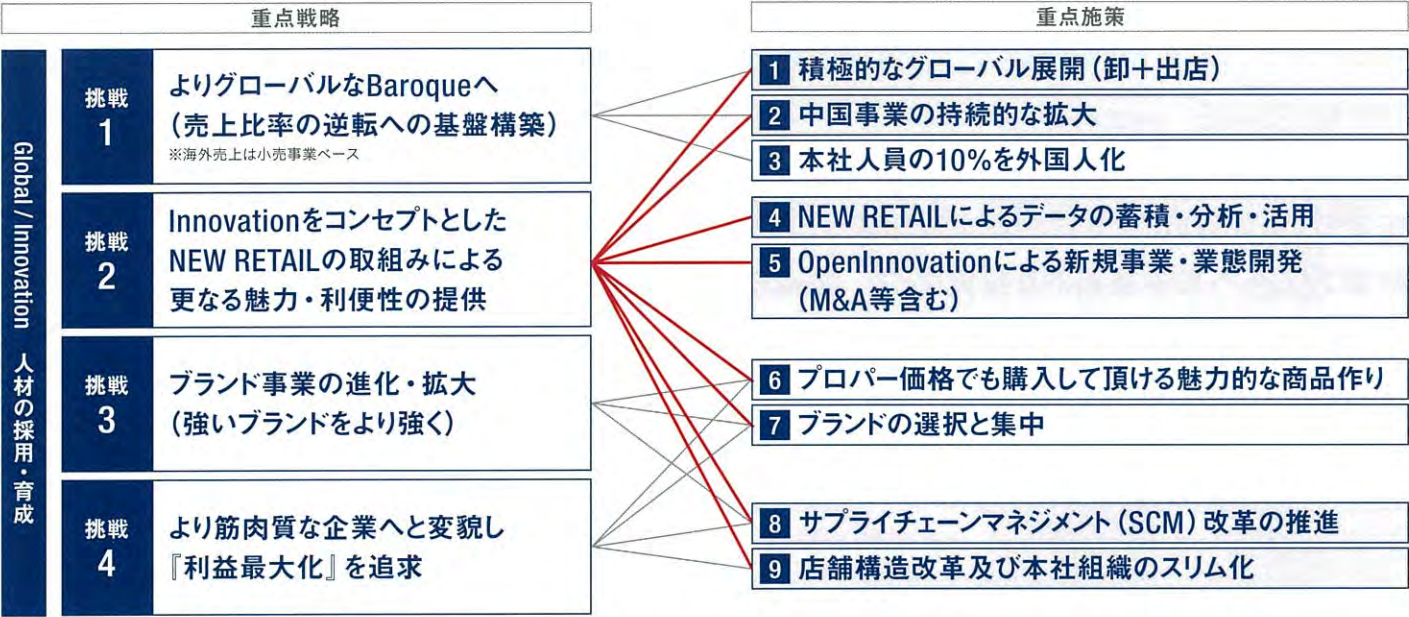 重点戦略
重点施策
Global / Innovation 人材の採用・育成
挑戦
1
よりグローバルなBaroqueへ
(売上比率の逆転への基盤構築)
※海外売上は小売事業ベース
挑戦
2
Innovationをコンセプトとした
NEW RETAILの取組みによる
更なる魅力・利便性の提供
挑戦
3
ブランド事業の進化・拡大
(強いブランドをより強く)
挑戦
4
より筋肉質な企業へと変貌し
『利益最大化』を追求
1 積極的なグローバル展開(卸+出店)
2 中国事業の持続的な拡大
3 本社人員の10%を外国人化
4 NEW RETAILによるデータの蓄積・分析・活用
5 OpenInnovationによる新規事業・業態開発
(M&A等含む)
6 プロパー価格でも購入して頂ける魅力的な商品作り
7 ブランドの選択と集中
8 サプライチェーンマネジメント(SCM)改革の推進
9 店舗構造改革及び本社組織のスリム化